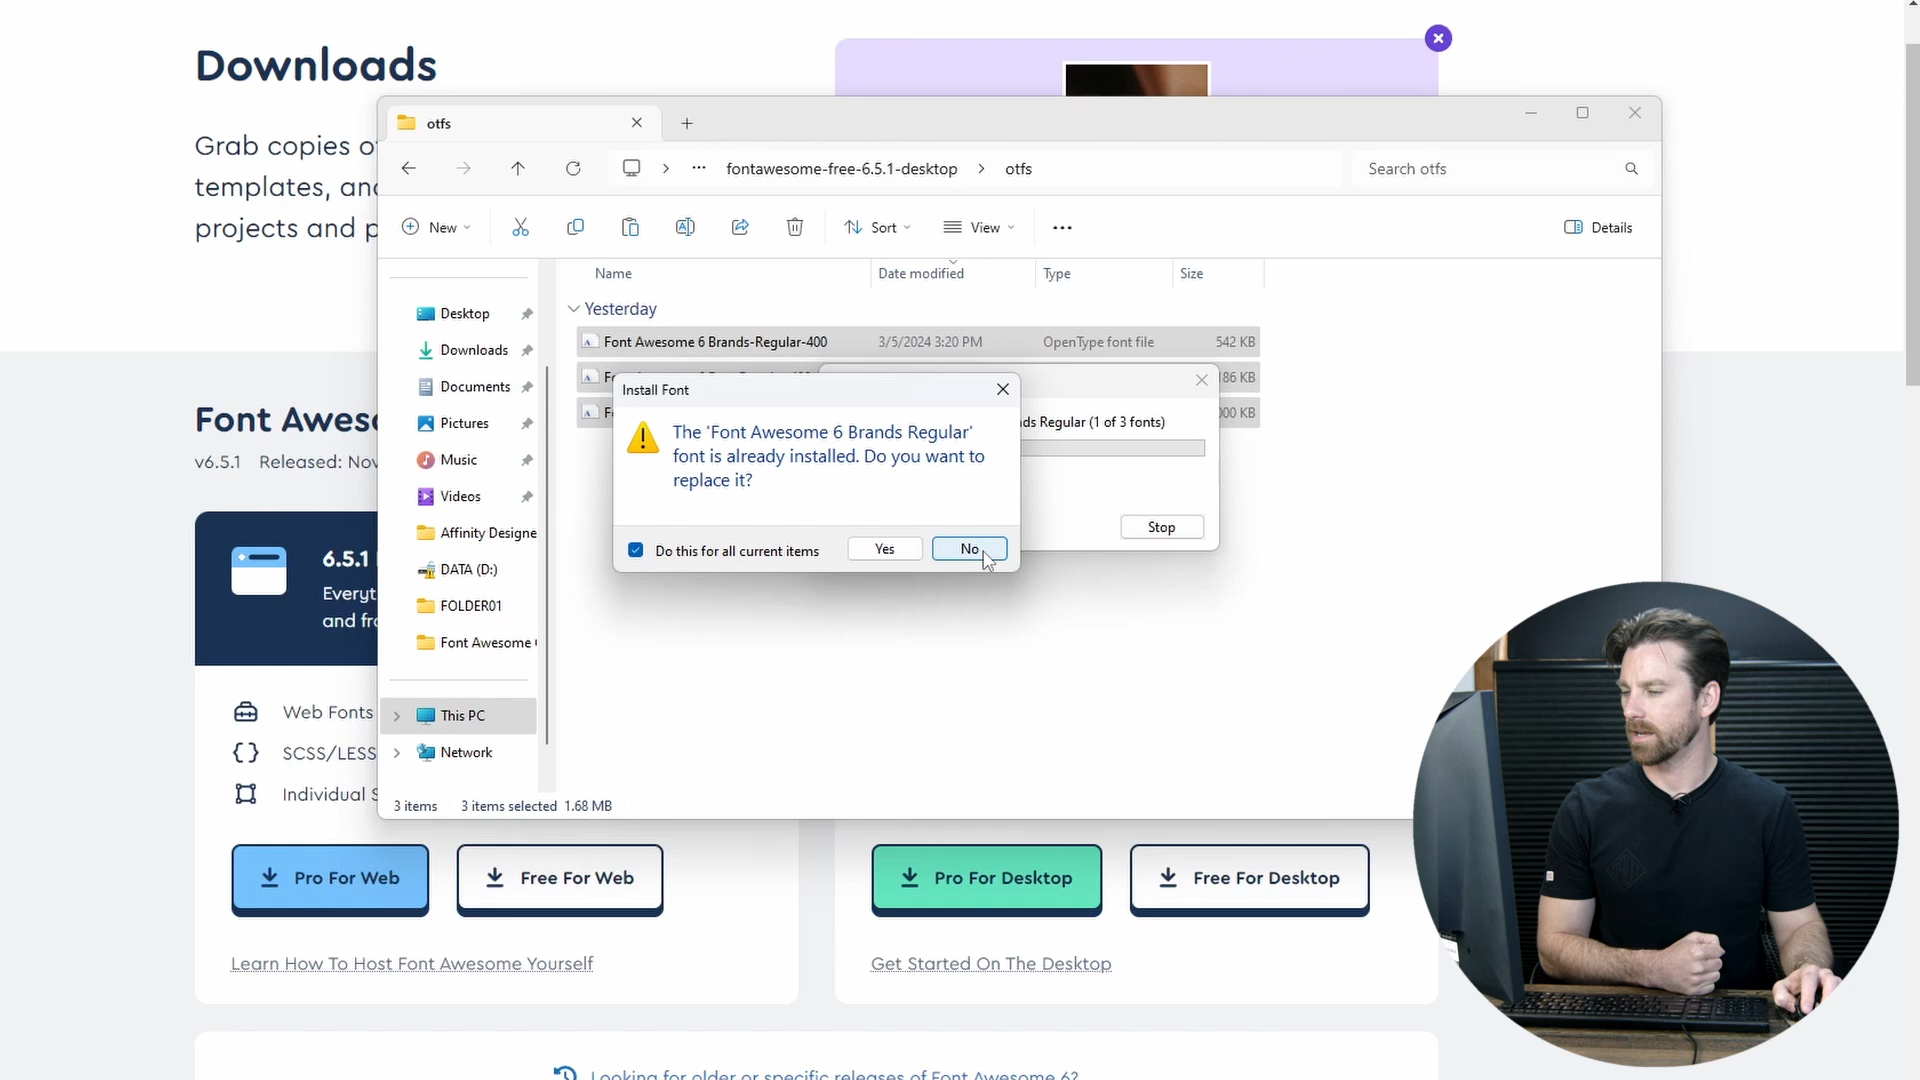 Downloads
Grab copies o
templates, and
projects and p
otfs
fontawesome-free-6.5.1-desktop
otfs
Search otfs
New
Sort
View
Details
Name
Date modified
Type
Size
Desktop
Downloads
Documents
Pictures
Music
Videos
Affinity Designe
DATA (D:)
FOLDER01
Font Awesome
This PC
Network
Yesterday
Font Awesome 6 Brands-Regular-400
3/5/2024 3:20 PM
OpenType font file
542 KB
186 KB
000 KB
Install Font
The 'Font Awesome 6 Brands Regular'
font is already installed. Do you want to
replace it?
Do this for all current items
Yes
No
ds Regular (1 of 3 fonts)
Stop
3 items
3 items selected 1.68 MB
Font Awes
v6.5.1 Released: Nov
6.5.1
Everyt
and fro
Web Fonts
SCSS/LESS
Individual S
Pro For Web
Free For Web
Learn How To Host Font Awesome Yourself
Pro For Desktop
Free For Desktop
Get Started On The Desktop
Looking for older or specific releases of Font Awesome 6?